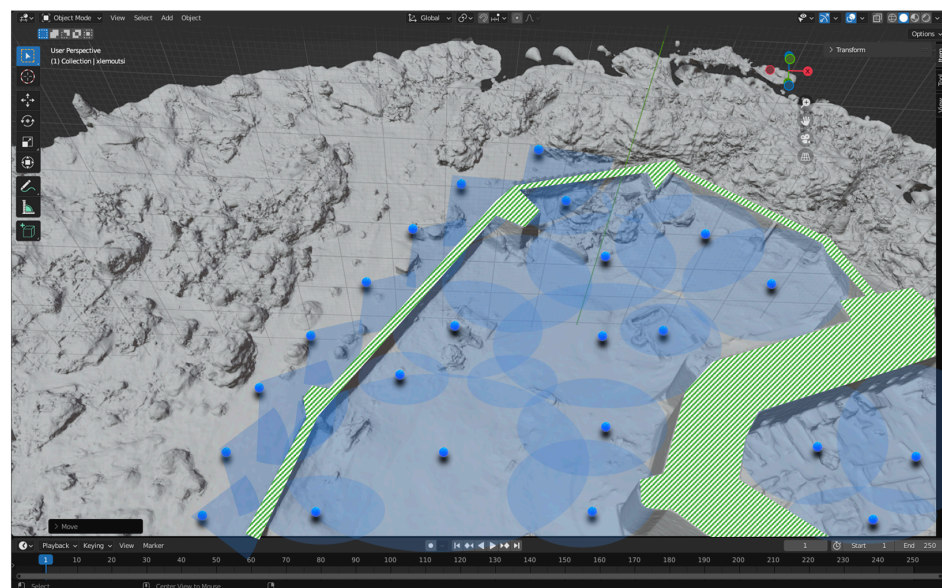 Object Mode View Select Add Object Global
Options
User Perspective
(1) Collection | xlemoutsi
Transform
X
Move
Playback Keying View Marker 1 Start 1 End 250
1 10 20 30 40 50 60 70 80 90 100 110 120 130 140 150 160 170 180 190 200 210 220 230 240 250
Select Center View to Mouse